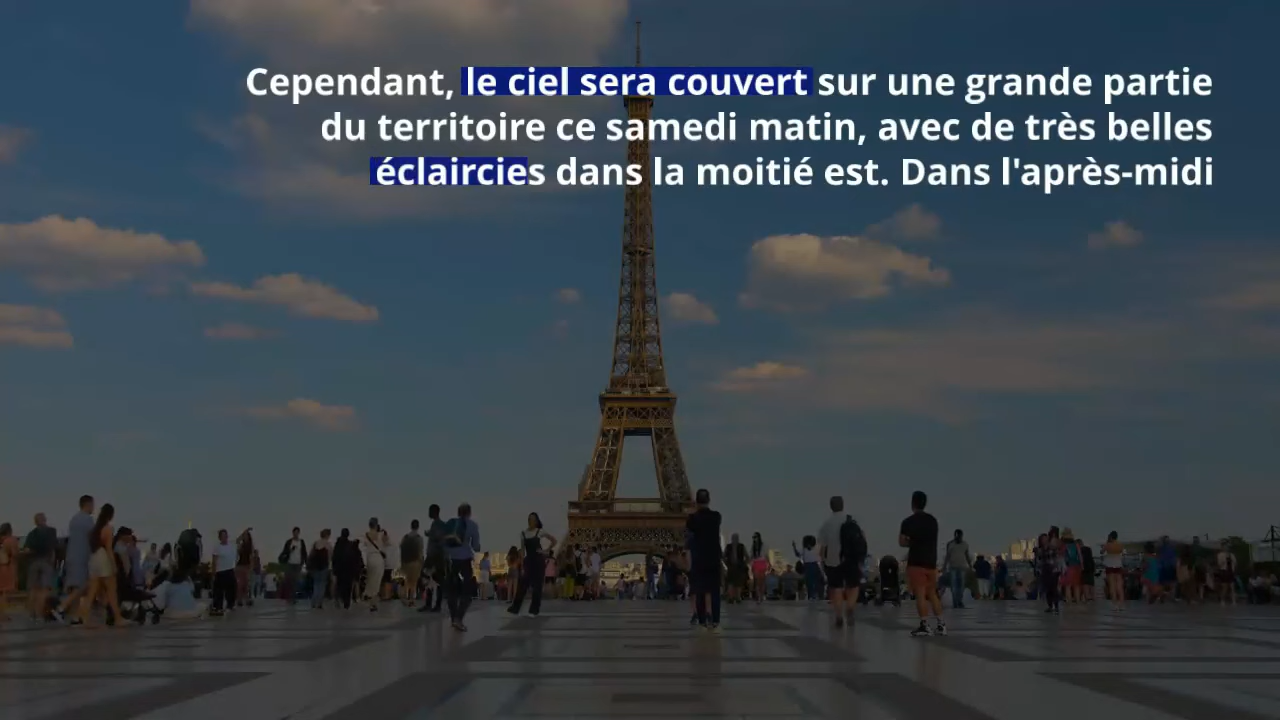 Cependant, le ciel sera couvert sur une grande partie
du territoire ce samedi matin, avec de très belles
éclaircies dans la moitié est. Dans l'après-midi